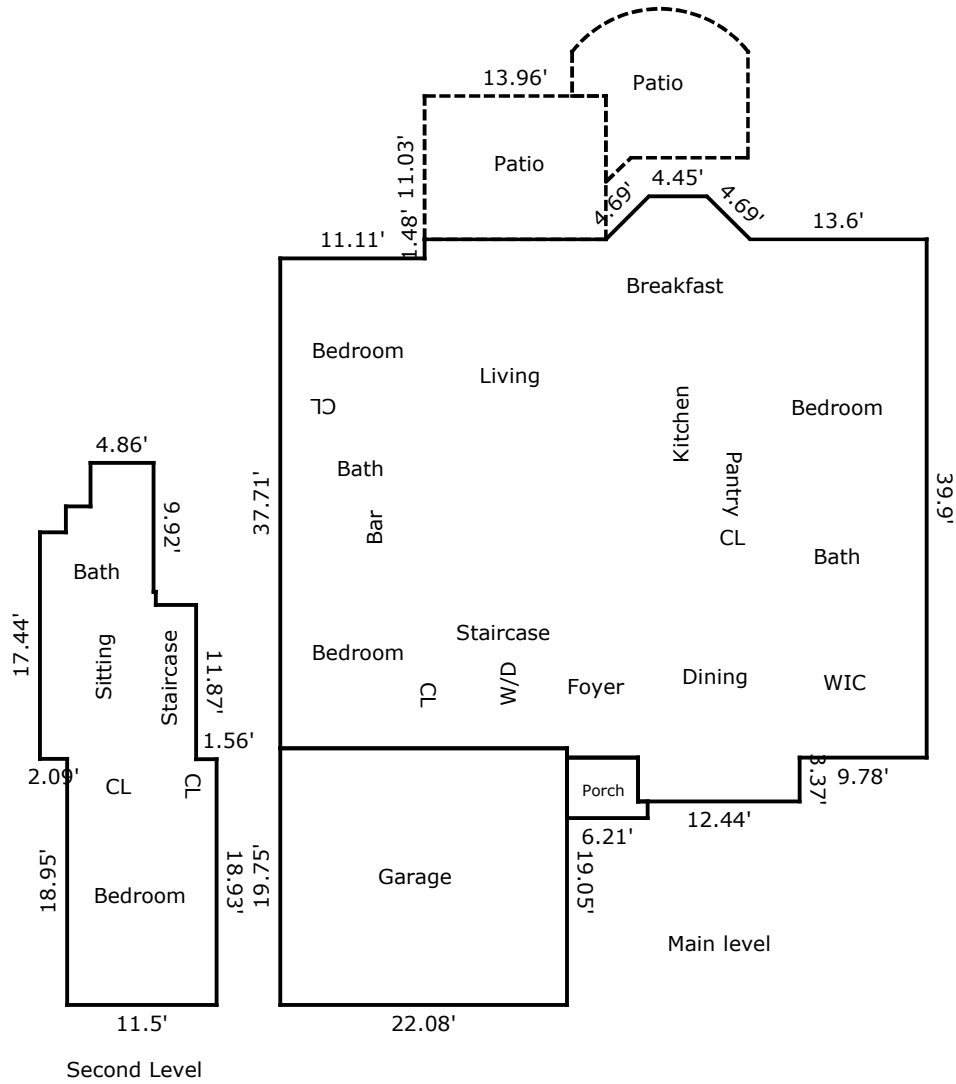 Patio
13.96'
Patio
11.03'
4.69'
4.45'
4.69'
13.6'
11.11'
1.48'
Breakfast
Bedroom
Living
CL
Kitchen
Bedroom
4.86'
Bath
Pantry
37.71'
39.9'
9.92'
Bar
CL
Bath
Bath
17.44'
Sitting
Staircase
11.87'
Staircase
Bedroom
CL
W/D
Foyer
Dining
WIC
1.56'
2.09'
CL
CL
Porch
3.37'
9.78'
12.44'
6.21'
18.95'
Bedroom
18.93'
19.75'
Garage
19.05'
Main level
11.5'
22.08'
Second Level